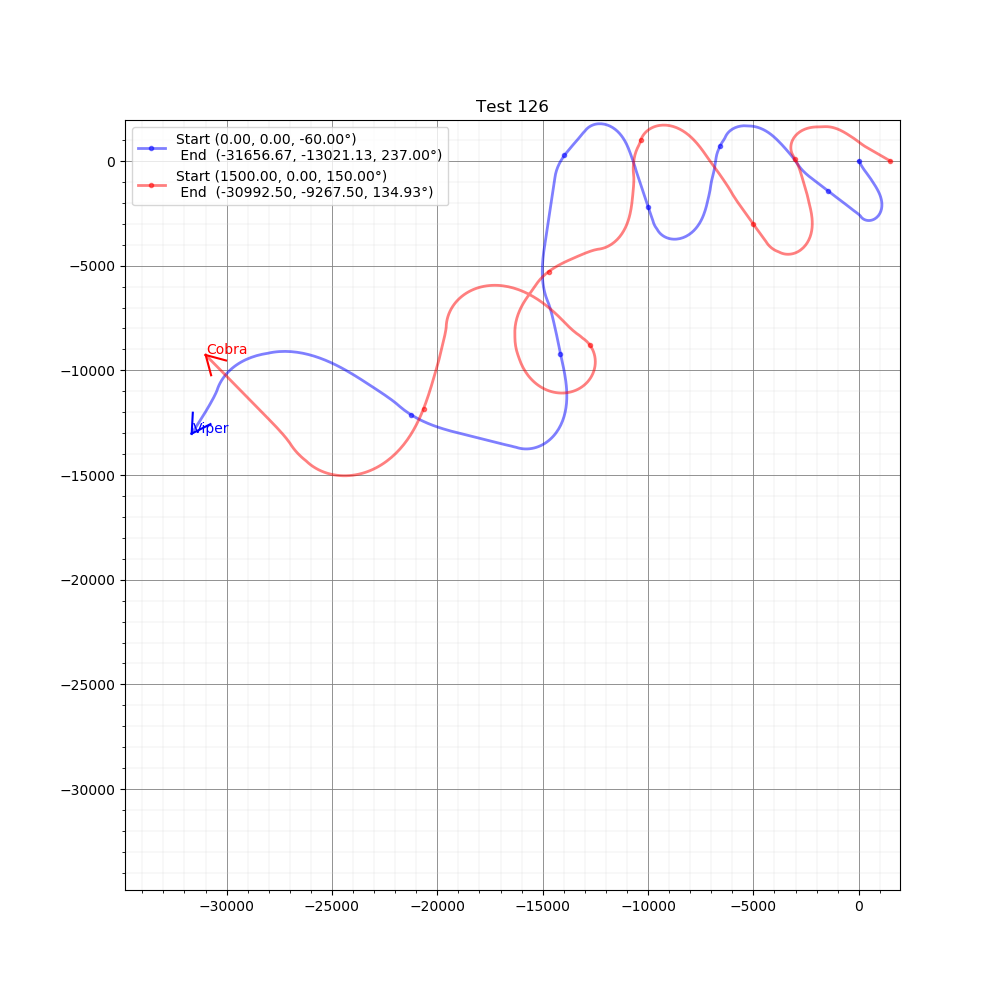 Test 126
Start (0.00, 0.00, -60.00°)
End (-31656.67, -13021.13, 237.00°)
Start (1500.00, 0.00, 150.00°)
End (-30992.50, -9267.50, 134.93°)
0
−5000
−10000
−15000
−20000
−25000
−30000
Cobra
Viper
−30000 −25000 −20000 −15000 −10000 −5000 0